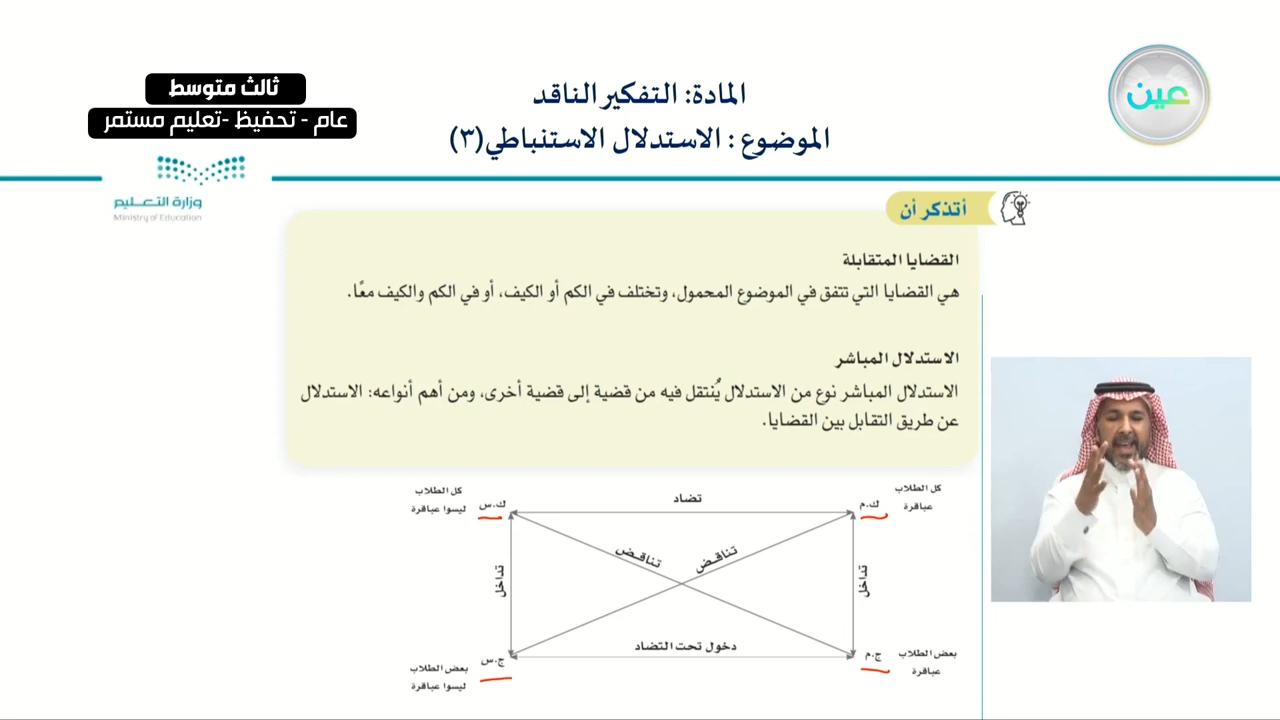 المادة: التفكير الناقد
الموضوع : الاستدلال الاستنباطي(٣)
عين
ثالث متوسط
عام - تحفيظ -تعليم مستمر
وزارة التعـــليم
Ministry of Education
أتذكر أن
القضايا المتقابلة
هي القضايا التي تتفق في الموضوع المحمول، وتختلف في الكم أو الكيف، أو في الكم والكيف معًا.
الاستدلال المباشر
الاستدلال المباشر نوع من الاستدلال يُنتقل فيه من قضية إلى قضية أخرى، ومن أهم أنواعه: الاستدلال
عن طريق التقابل بين القضايا.
كل الطلاب
عباقرة
ك.م
تضاد
ك.س
كل الطلاب
ليسوا عباقرة
تناقـض
تناقـض
تداخل
تداخل
بعض الطلاب
عباقرة
ج.م
دخول تحت التضاد
ج.س
بعض الطلاب
ليسوا عباقرة